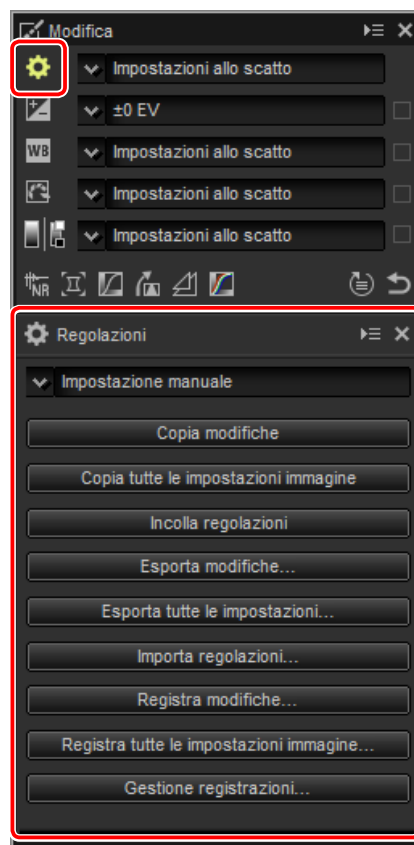 Modifica
Impostazioni allo scatto
±0 EV
WB
Impostazioni allo scatto
Impostazioni allo scatto
Impostazioni allo scatto
NR
Regolazioni
Impostazione manuale
Copia modifiche
Copia tutte le impostazioni immagine
Incolla regolazioni
Esporta modifiche...
Esporta tutte le impostazioni...
Importa regolazioni...
Registra modifiche...
Registra tutte le impostazioni immagine...
Gestione registrazioni...